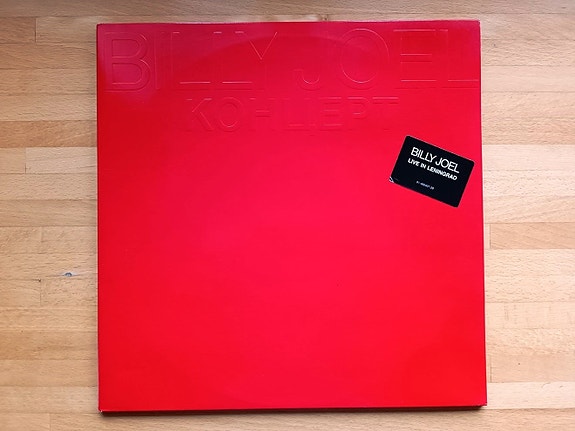 BILLY JOEL
КОНЦЕРТ
BILLY JOEL
LIVE IN LENINGRAD